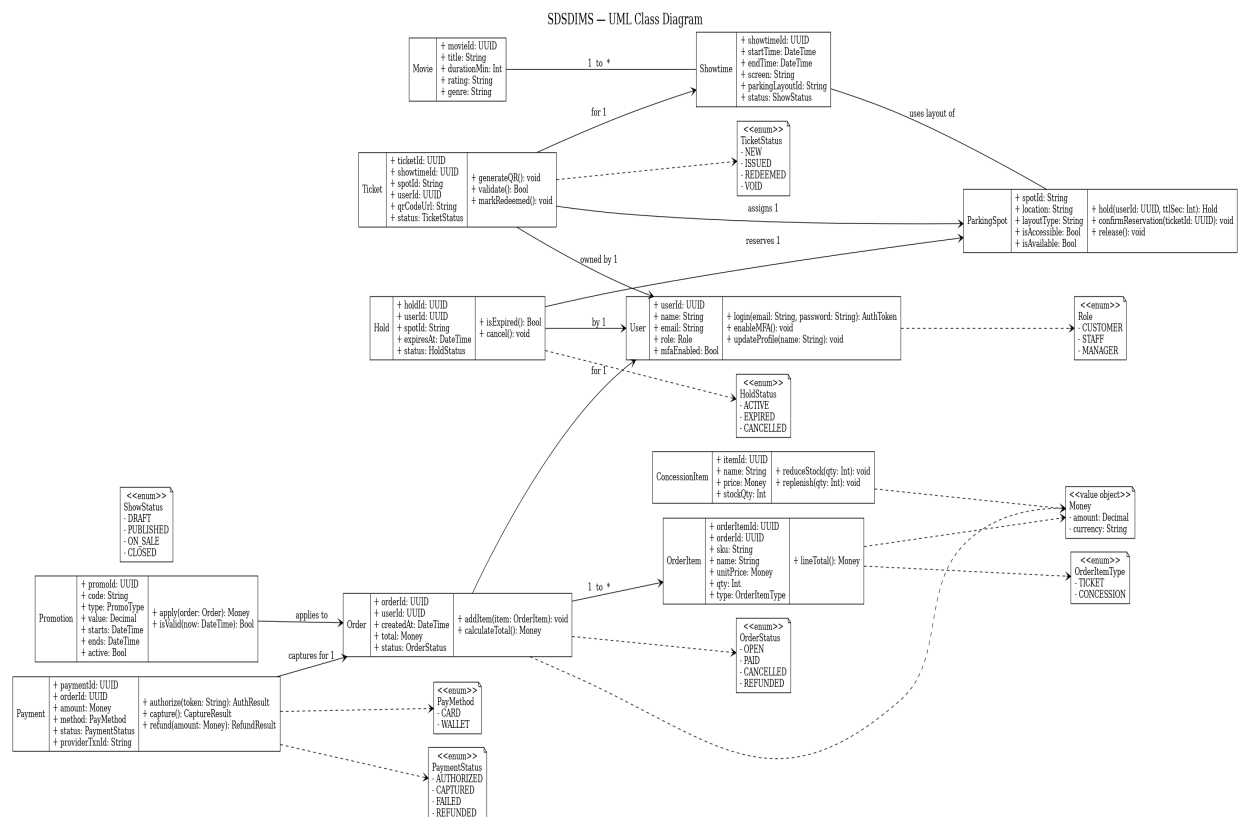 SDSDIMS — UML Class Diagram
Movie
+ movieId: UUID
+ title: String
+ durationMin: Int
+ rating: String
+ genre: String
1 to *
Showtime
+ showtimeId: UUID
+ startTime: DateTime
+ endTime: DateTime
+ screen: String
+ parkingLayoutId: String
+ status: ShowStatus
for 1
uses layout of
<<enum>>
TicketStatus
- NEW
- ISSUED
- REDEEMED
- VOID
Ticket
+ ticketId: UUID
+ showtimeId: UUID
+ spotId: String
+ userId: UUID
+ qrCodeUrl: String
+ status: TicketStatus
+ generateQR(): void
+ validate(): Bool
+ markRedeemed(): void
assigns 1
ParkingSpot
+ spotId: String
+ location: String
+ layoutType: String
+ isAccessible: Bool
+ isAvailable: Bool
+ hold(userId: UUID, ttlSec: Int): Hold
+ confirmReservation(ticketId: UUID): void
+ release(): void
reserves 1
owned by 1
Hold
+ holdId: UUID
+ userId: UUID
+ spotId: String
+ expiresAt: DateTime
+ status: HoldStatus
+ isExpired(): Bool
+ cancel(): void
by 1
User
+ userId: UUID
+ name: String
+ email: String
+ role: Role
+ mfaEnabled: Bool
+ login(email: String, password: String): AuthToken
+ enableMFA(): void
+ updateProfile(name: String): void
<<enum>>
Role
- CUSTOMER
- STAFF
- MANAGER
for 1
<<enum>>
HoldStatus
- ACTIVE
- EXPIRED
- CANCELLED
ConcessionItem
+ itemId: UUID
+ name: String
+ price: Money
+ stockQty: Int
+ reduceStock(qty: Int): void
+ replenish(qty: Int): void
<<enum>>
ShowStatus
- DRAFT
- PUBLISHED
- ON_SALE
- CLOSED
<<value object>>
Money
- amount: Decimal
- currency: String
OrderItem
+ orderItemId: UUID
+ orderId: UUID
+ sku: String
+ name: String
+ unitPrice: Money
+ qty: Int
+ type: OrderItemType
+ lineTotal(): Money
<<enum>>
OrderItemType
- TICKET
- CONCESSION
Promotion
+ promoId: UUID
+ code: String
+ type: PromoType
+ value: Decimal
+ starts: DateTime
+ ends: DateTime
+ active: Bool
+ apply(order: Order): Money
+ isValid(now: DateTime): Bool
applies to
Order
+ orderId: UUID
+ userId: UUID
+ createdAt: DateTime
+ total: Money
+ status: OrderStatus
+ addItem(item: OrderItem): void
+ calculateTotal(): Money
1 to *
<<enum>>
OrderStatus
- OPEN
- PAID
- CANCELLED
- REFUNDED
captures for 1
Payment
+ paymentId: UUID
+ orderId: UUID
+ amount: Money
+ method: PayMethod
+ status: PaymentStatus
+ providerTxnId: String
+ authorize(token: String): AuthResult
+ capture(): CaptureResult
+ refund(amount: Money): RefundResult
<<enum>>
PayMethod
- CARD
- WALLET
<<enum>>
PaymentStatus
- AUTHORIZED
- CAPTURED
- FAILED
- REFUNDED